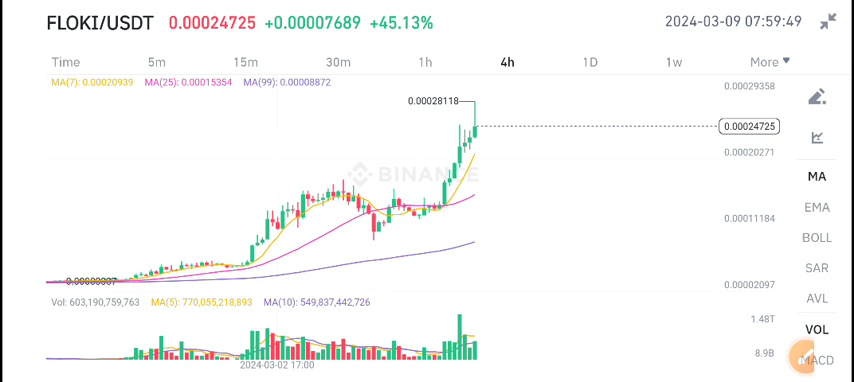 FLOKI/USDT 0.00024725 +0.00007689 +45.13% 2024-03-09 07:59:49
Time 5m 15m 30m 1h 4h 1D 1w More
MA(7): 0.00020939 MA(25): 0.00015354 MA(99): 0.00008872
0.00029358
0.00028118
0.00024725
0.00020271
BINANCE
MA
EMA
0.00011184
BOLL
SAR
0.00002097
AVL
Vol: 603,190,759,763 MA(5): 770,055,218,893 MA(10): 549,837,442,726
1.48T
VOL
8.9B
MACD
2024-03-02 17:00